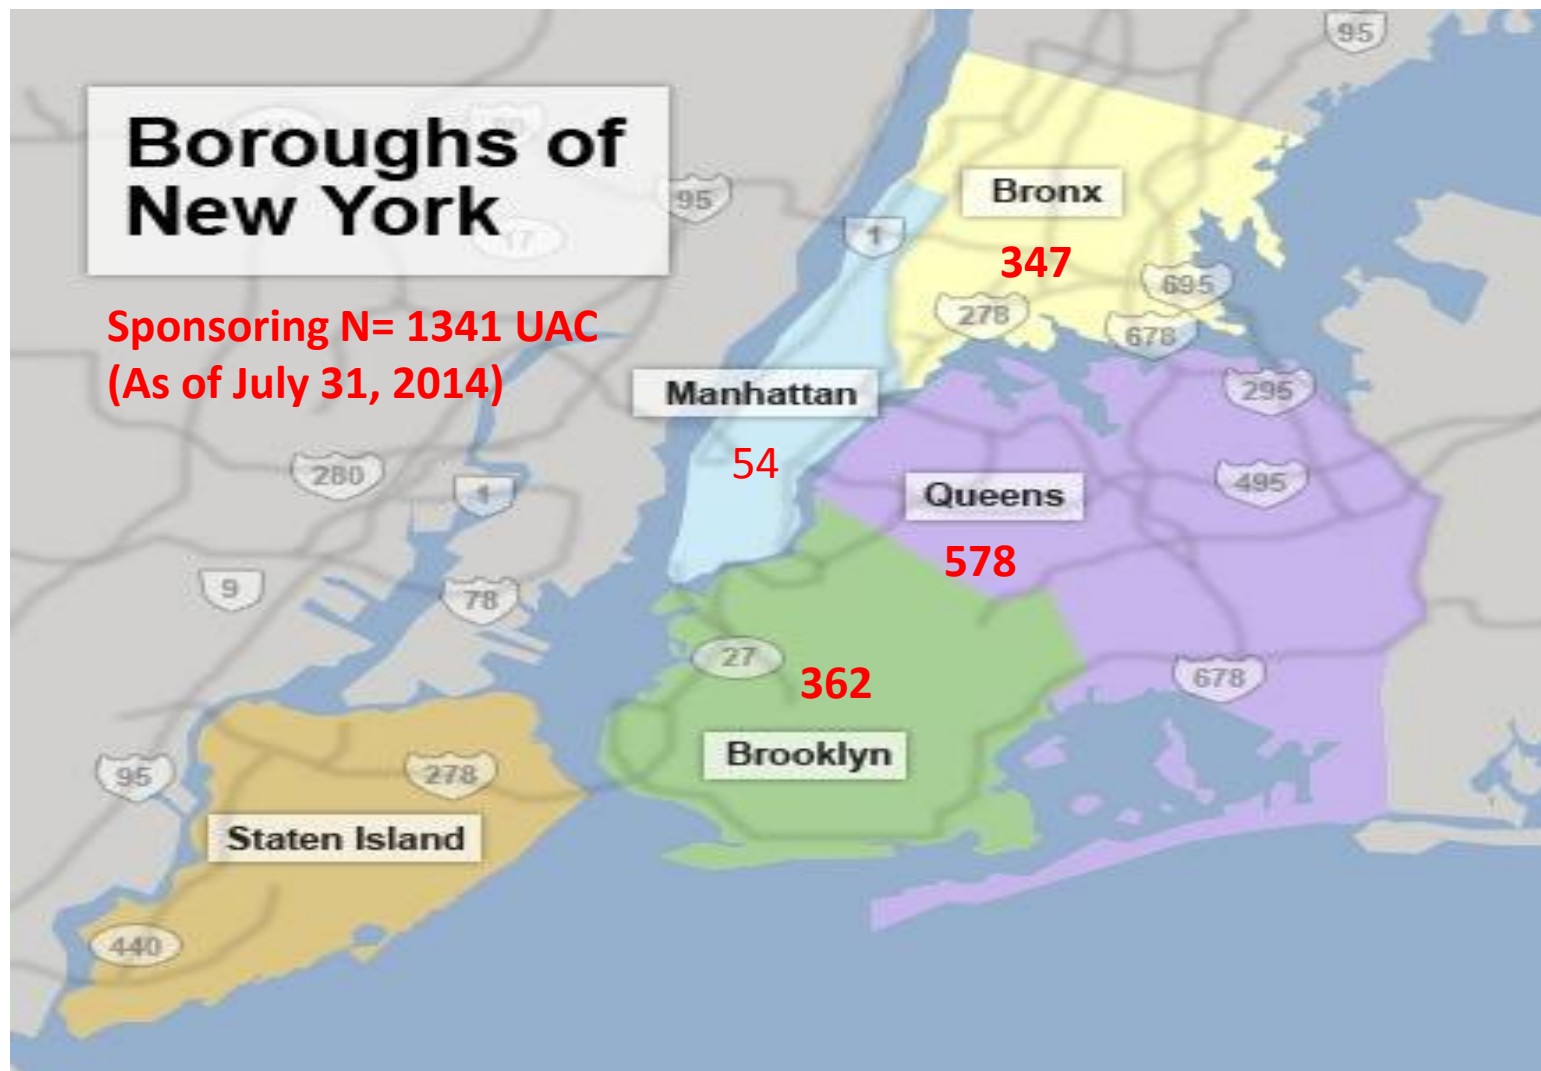 95
Boroughs of
New York
95
Bronx
1
347
695
278
678
Sponsoring N= 1341 UAC
(As of July 31, 2014)
Manhattan
295
54
280
1
Queens
495
578
9
78
27
362
678
Brooklyn
95
278
Staten Island
440